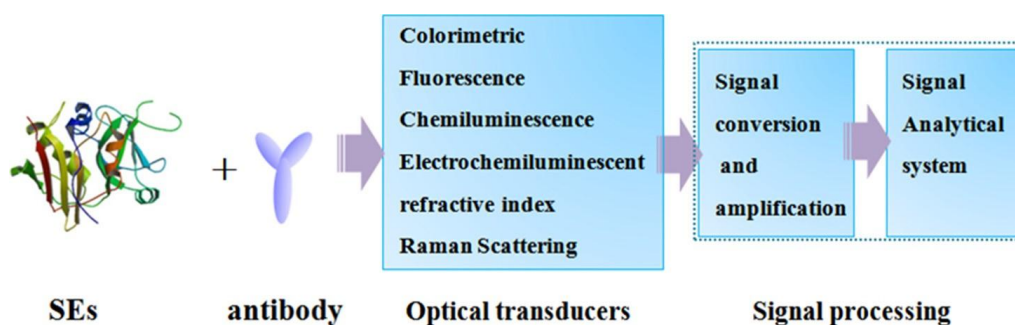 Colorimetric
Fluorescence
Chemiluminescence
Electrochemiluminescent
refractive index
Raman Scattering
Signal
conversion
and
amplification
Signal
Analytical
system
+
SEs
antibody
Optical transducers
Signal processing